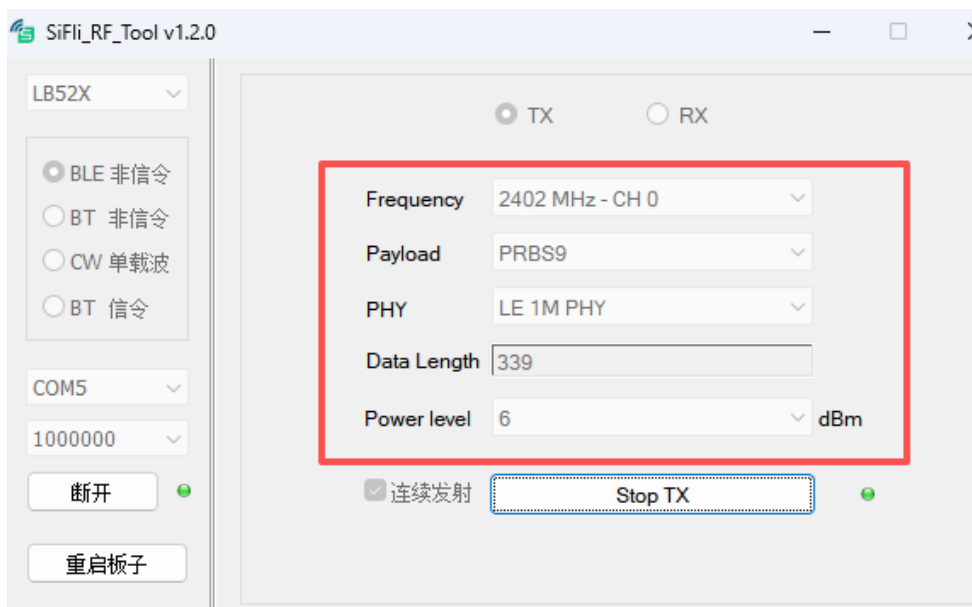 SiFli_RF_Tool v1.2.0
LB52X
BLE 非信令
BT 非信令
CW 单载波
BT 信令
COM5
1000000
断开
重启板子
TX RX
Frequency 2402 MHz - CH 0
Payload PRBS9
PHY LE 1M PHY
Data Length 339
Power level 6 dBm
连续发射 Stop TX